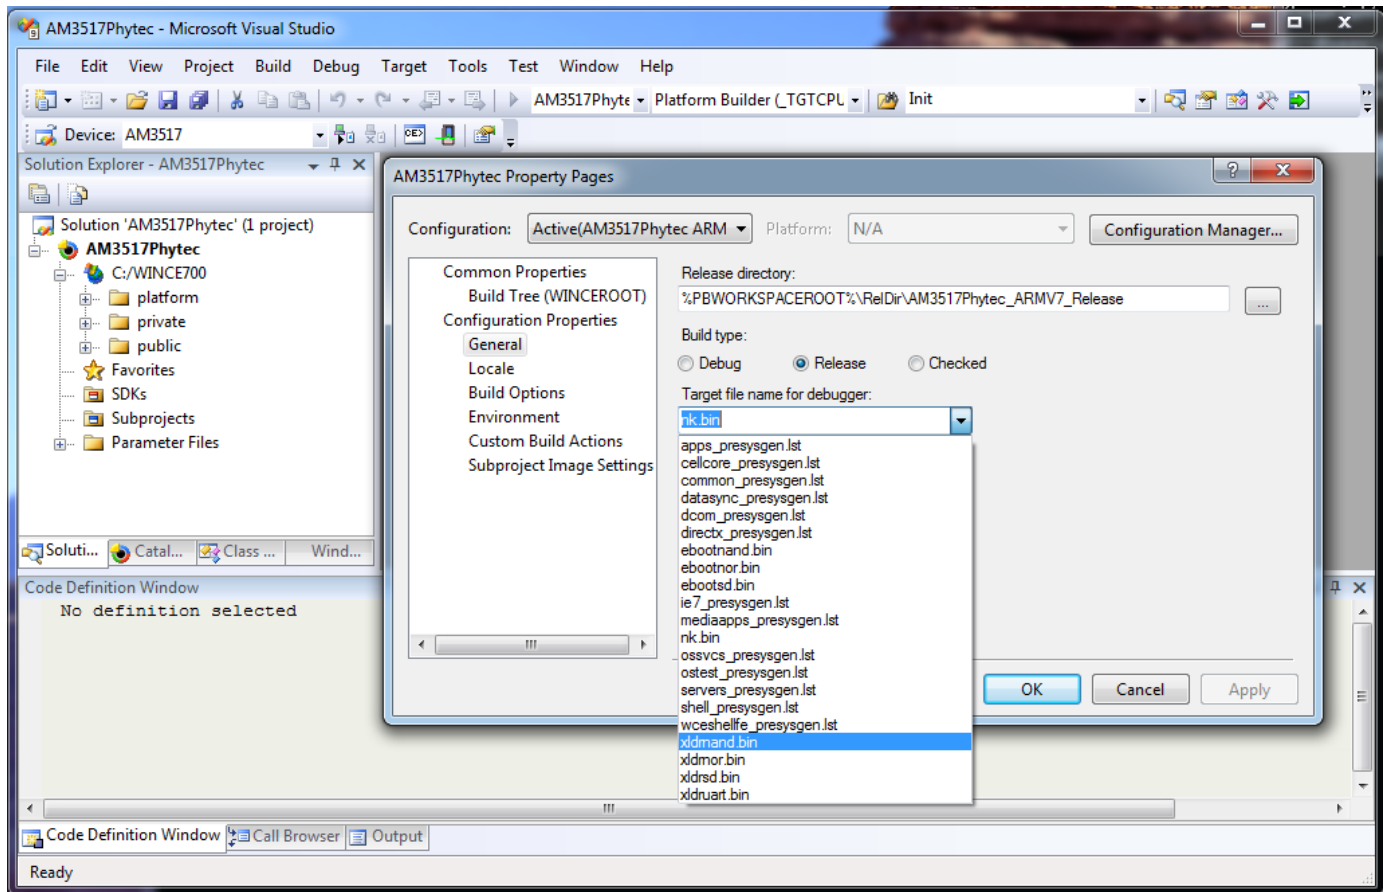 AM3517Phytec - Microsoft Visual Studio
File Edit View Project Build Debug Target Tools Test Window Help
AM3517Phyte Platform Builder (_TGTCPU Init
Device: AM3517 CE>
Solution Explorer - AM3517Phytec
Solution 'AM3517Phytec' (1 project)
AM3517Phytec
C:/WINCE700
platform
private
public
Favorites
SDKs
Subprojects
Parameter Files
Soluti... Catal... Class ... Wind...
AM3517Phytec Property Pages
Configuration: Active(AM3517Phytec ARM Platform: N/A Configuration Manager...
Common Properties
Build Tree (WINCEROOT)
Configuration Properties
General
Locale
Build Options
Environment
Custom Build Actions
Subproject Image Settings
Release directory:
%PBWORKSPACEROOT%\RelDir\AM3517Phytec_ARMV7_Release ...
Build type:
Debug Release Checked
Target file name for debugger:
nk.bin
apps_presysgen.lst
cellcore_presysgen.lst
common_presysgen.lst
datasync_presysgen.lst
dcom_presysgen.lst
directx_presysgen.lst
ebootnand.bin
ebootnor.bin
ebootsd.bin
ie7_presysgen.lst
mediaapps_presysgen.lst
nk.bin
ossvcs_presysgen.lst
ostest_presysgen.lst
servers_presysgen.lst
shell_presysgen.lst
wceshellfe_presysgen.lst
xldrnand.bin
xldrnor.bin
xldrsd.bin
xldruart.bin
OK Cancel Apply
Code Definition Window
No definition selected
Code Definition Window Call Browser Output
Ready